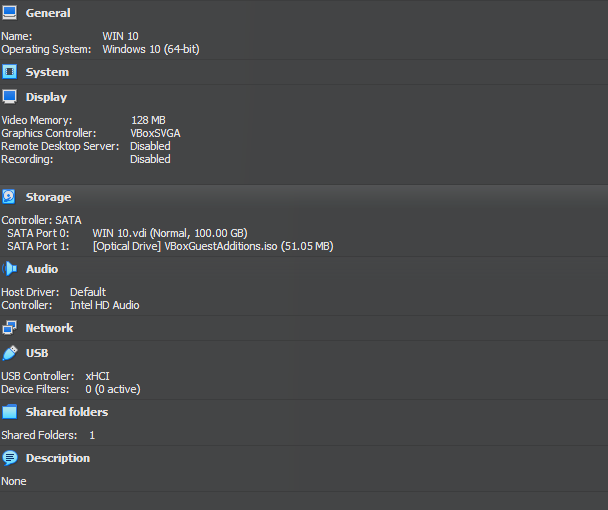 General
Name: WIN 10
Operating System: Windows 10 (64-bit)
System
Display
Video Memory: 128 MB
Graphics Controller: VBoxSVGA
Remote Desktop Server: Disabled
Recording: Disabled
Storage
Controller: SATA
SATA Port 0: WIN 10.vdi (Normal, 100.00 GB)
SATA Port 1: [Optical Drive] VBoxGuestAdditions.iso (51.05 MB)
Audio
Host Driver: Default
Controller: Intel HD Audio
Network
USB
USB Controller: xHCI
Device Filters: 0 (0 active)
Shared folders
Shared Folders: 1
Description
None